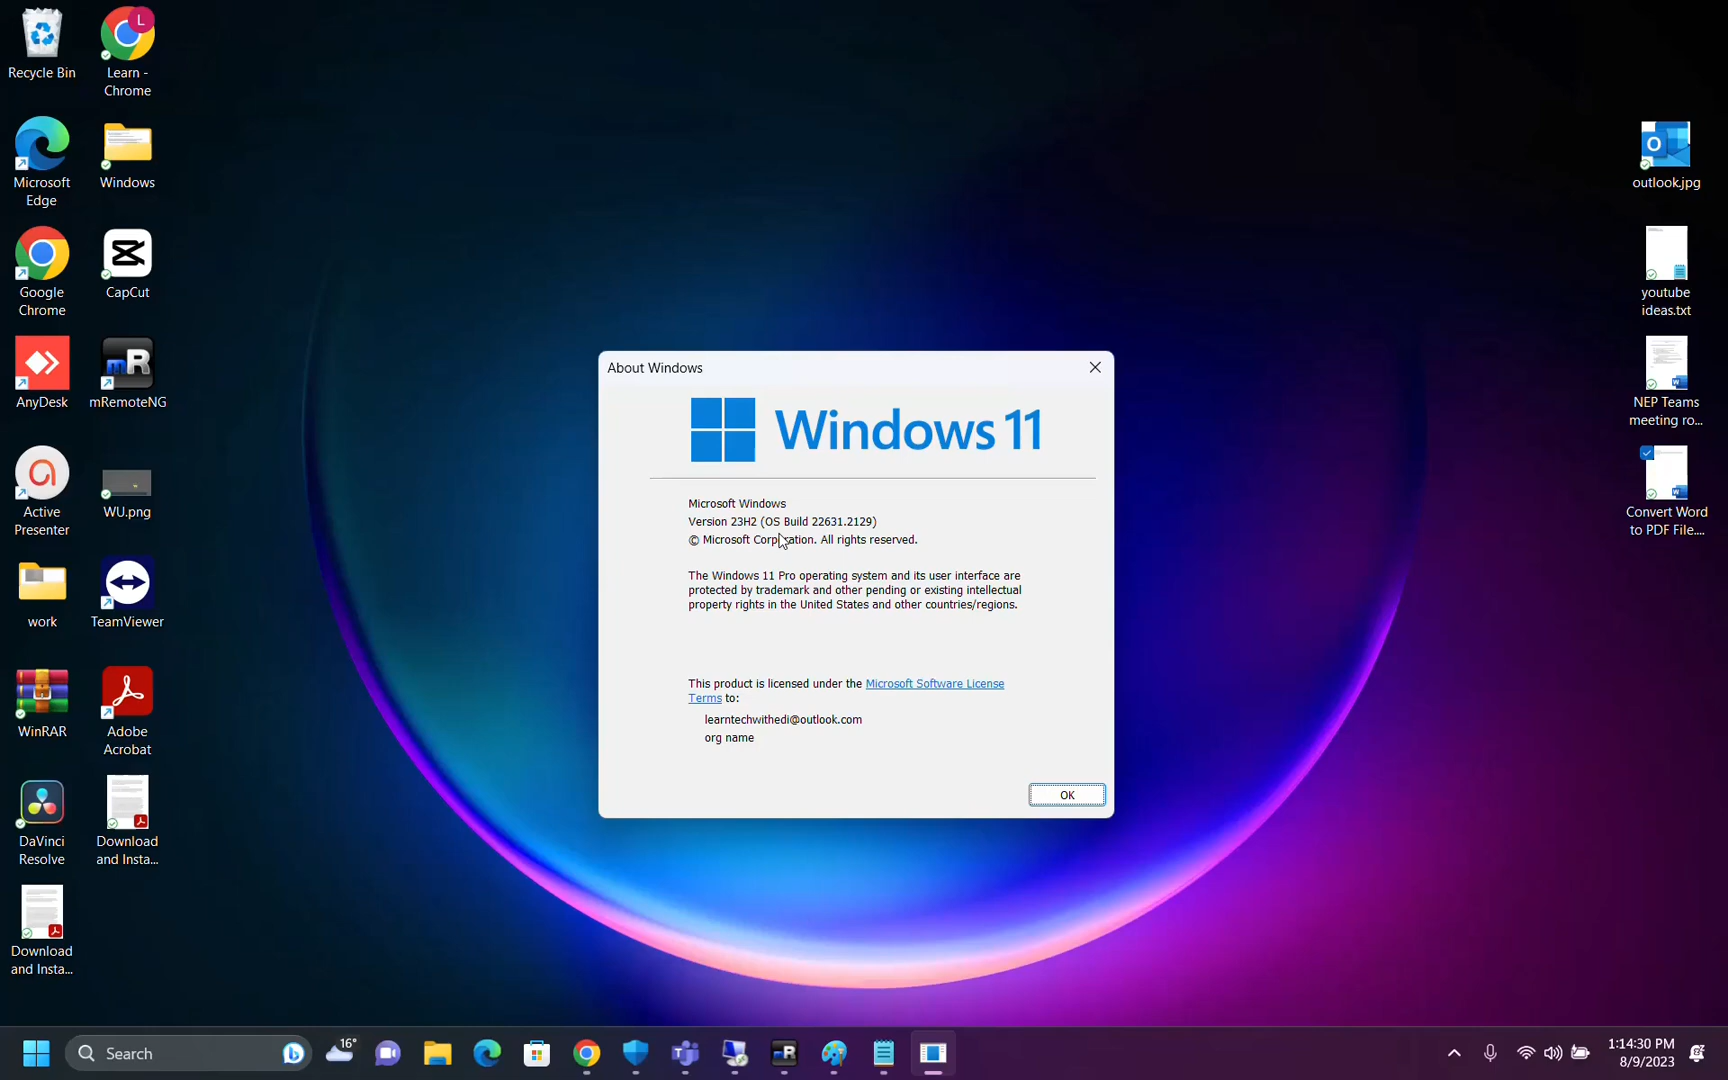 Recycle Bin
Learn -
Chrome
L
Microsoft
Edge
Windows
Google
Chrome
CapCut
AnyDesk
mR
mRemoteNG
Active
Presenter
WU.png
work
TeamViewer
WinRAR
Adobe
Acrobat
DaVinci
Resolve
Download
and Insta...
Download
and Insta...
O
outlook.jpg
youtube
ideas.txt
NEP Teams
meeting ro...
Convert Word
to PDF File....
About Windows
Windows 11
Microsoft Windows
Version 23H2 (OS Build 22631.2129)
© Microsoft Corporation. All rights reserved.
The Windows 11 Pro operating system and its user interface are
protected by trademark and other pending or existing intellectual
property rights in the United States and other countries/regions.
This product is licensed under the Microsoft Software License
Terms to:
learntechwithedi@outlook.com
org name
OK
Search
16°
mR
1:14:30 PM
8/9/2023